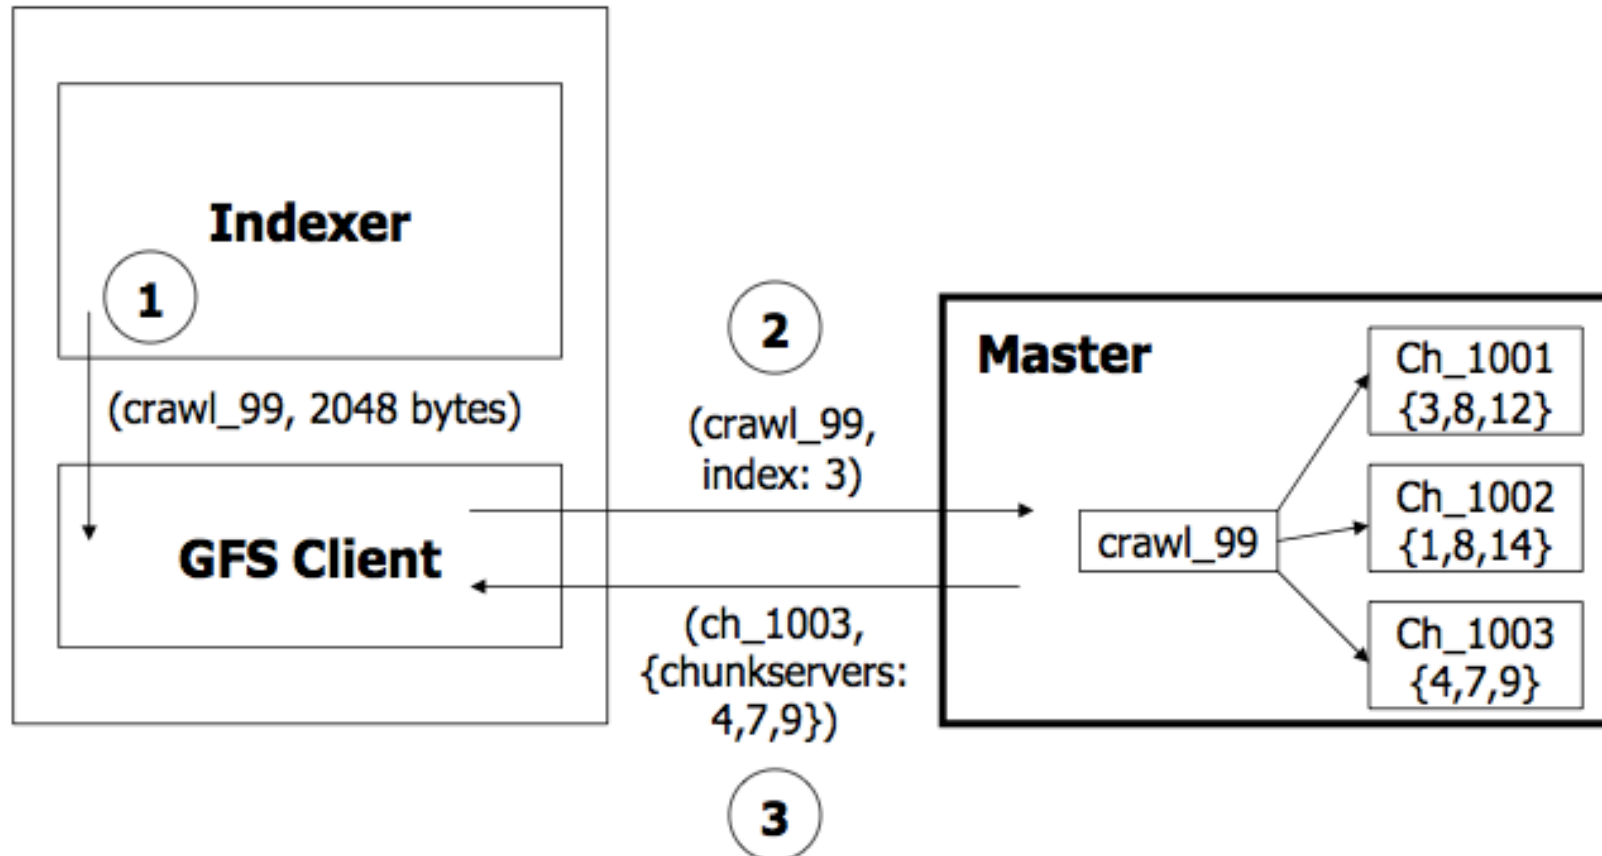 Indexer
1
(crawl_99, 2048 bytes)
GFS Client
2
(crawl_99,
index: 3)
(ch_1003,
{chunkservers:
4,7,9})
3
Master
crawl_99
Ch_1001
{3,8,12}
Ch_1002
{1,8,14}
Ch_1003
{4,7,9}